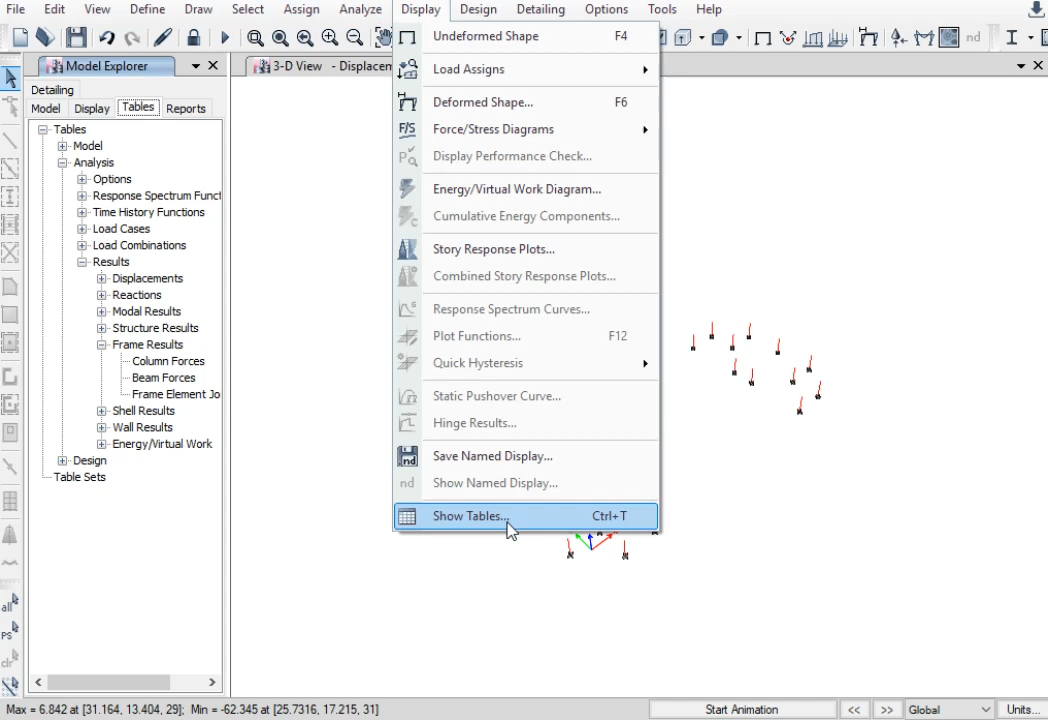 File Edit View Define Draw Select Assign Analyze Display Design Detailing Options Tools Help
nd
Model Explorer
3-D View - Displacem
Detailing
Model Display Tables Reports
Tables
Model
Analysis
Options
Response Spectrum Funct
Time History Functions
Load Cases
Load Combinations
Results
Displacements
Reactions
Modal Results
Structure Results
Frame Results
Column Forces
Beam Forces
Frame Element Jo
Shell Results
Wall Results
Energy/Virtual Work
Design
Table Sets
Undeformed Shape F4
Load Assigns
Deformed Shape... F6
F/S Force/Stress Diagrams
Display Performance Check...
Energy/Virtual Work Diagram...
Cumulative Energy Components...
Story Response Plots...
Combined Story Response Plots...
Response Spectrum Curves...
Plot Functions... F12
Quick Hysteresis
Static Pushover Curve...
Hinge Results...
nd Save Named Display...
nd Show Named Display...
Show Tables... Ctrl+T
all
PS
clr
Max = 6.842 at [31.164, 13.404, 29]; Min = -62.345 at [25.7316, 17.215, 31] Start Animation << >> Global Units...